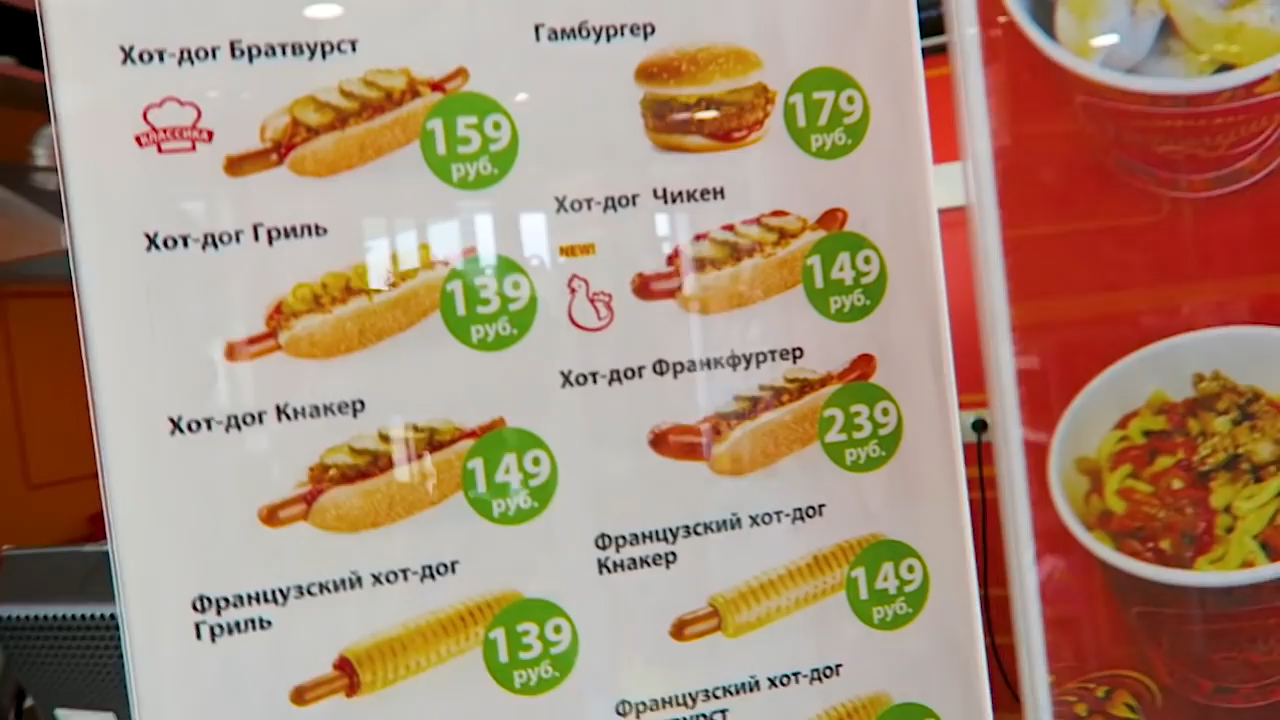 Хот-дог Братвурст
КЛАССИКА
159
руб.
Гамбургер
179
руб.
Хот-дог Гриль
139
руб.
Хот-дог Чикен
NEW!
149
руб.
Хот-дог Кнакер
149
руб.
Хот-дог Франкфуртер
239
руб.
Французский хот-дог
Гриль
139
руб.
Французский хот-дог
Кнакер
149
руб.
Французский хот-дог